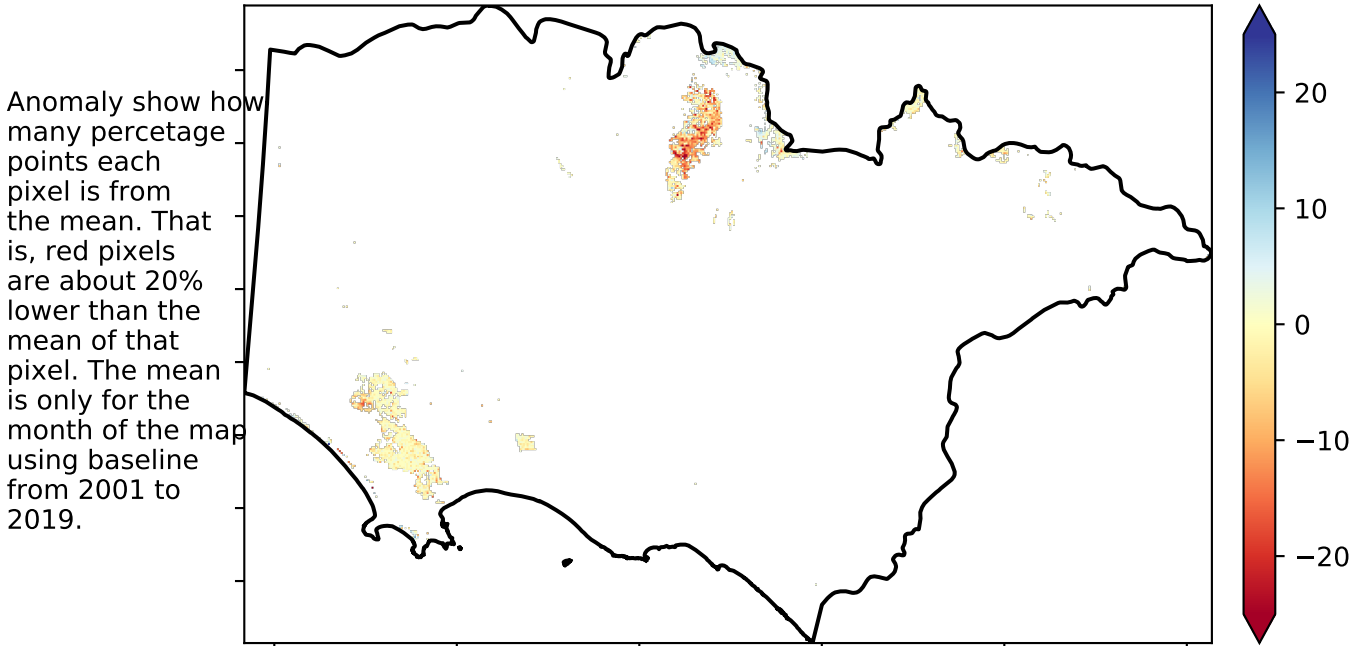 Anomaly show how
many percetage
points each
pixel is from
the mean. That
is, red pixels
are about 20%
lower than the
mean of that
pixel. The mean
is only for the
month of the map
using baseline
from 2001 to
2019.
20
10
0
−10
−20